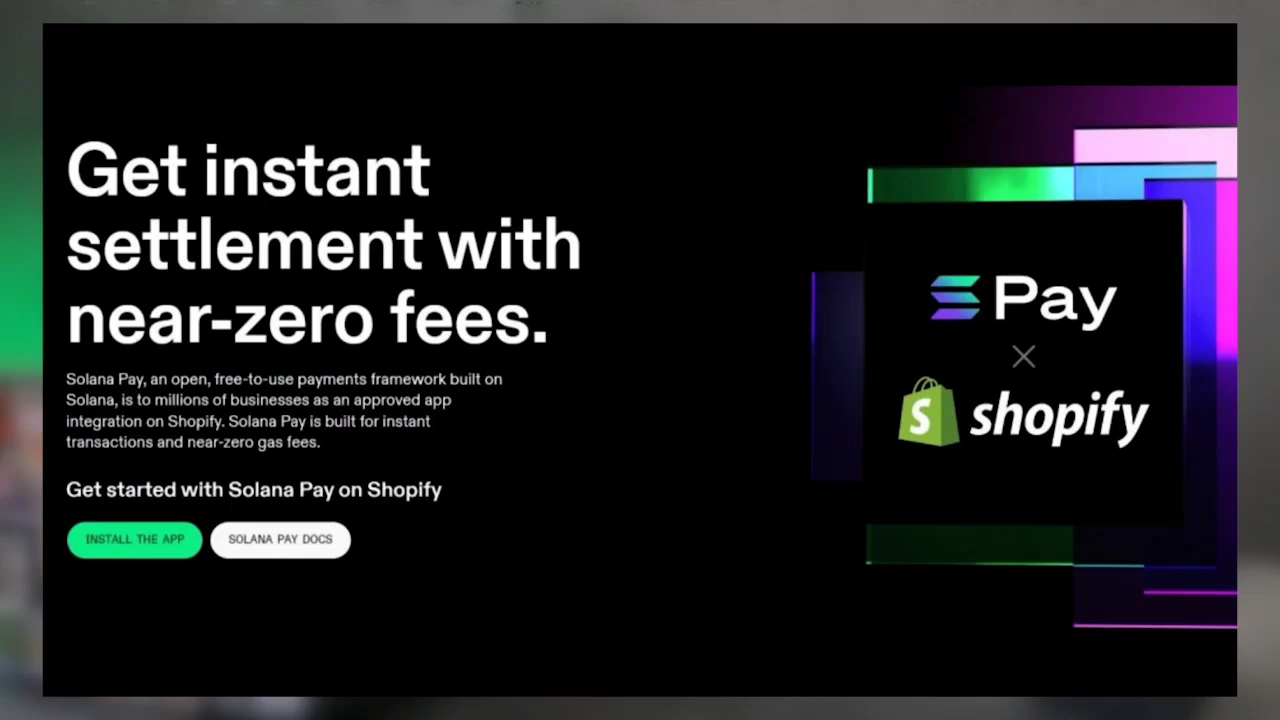 Get instant
settlement with
near-zero fees.
Solana Pay, an open, free-to-use payments framework built on
Solana, is to millions of businesses as an approved app
integration on Shopify. Solana Pay is built for instant
transactions and near-zero gas fees.
Get started with Solana Pay on Shopify
INSTALL THE APP
SOLANA PAY DOCS
Pay
shopify